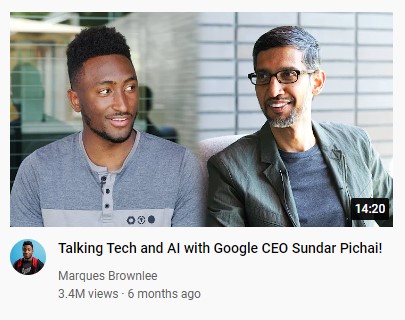 14:20
Talking Tech and AI with Google CEO Sundar Pichai!
Marques Brownlee
3.4M views · 6 months ago